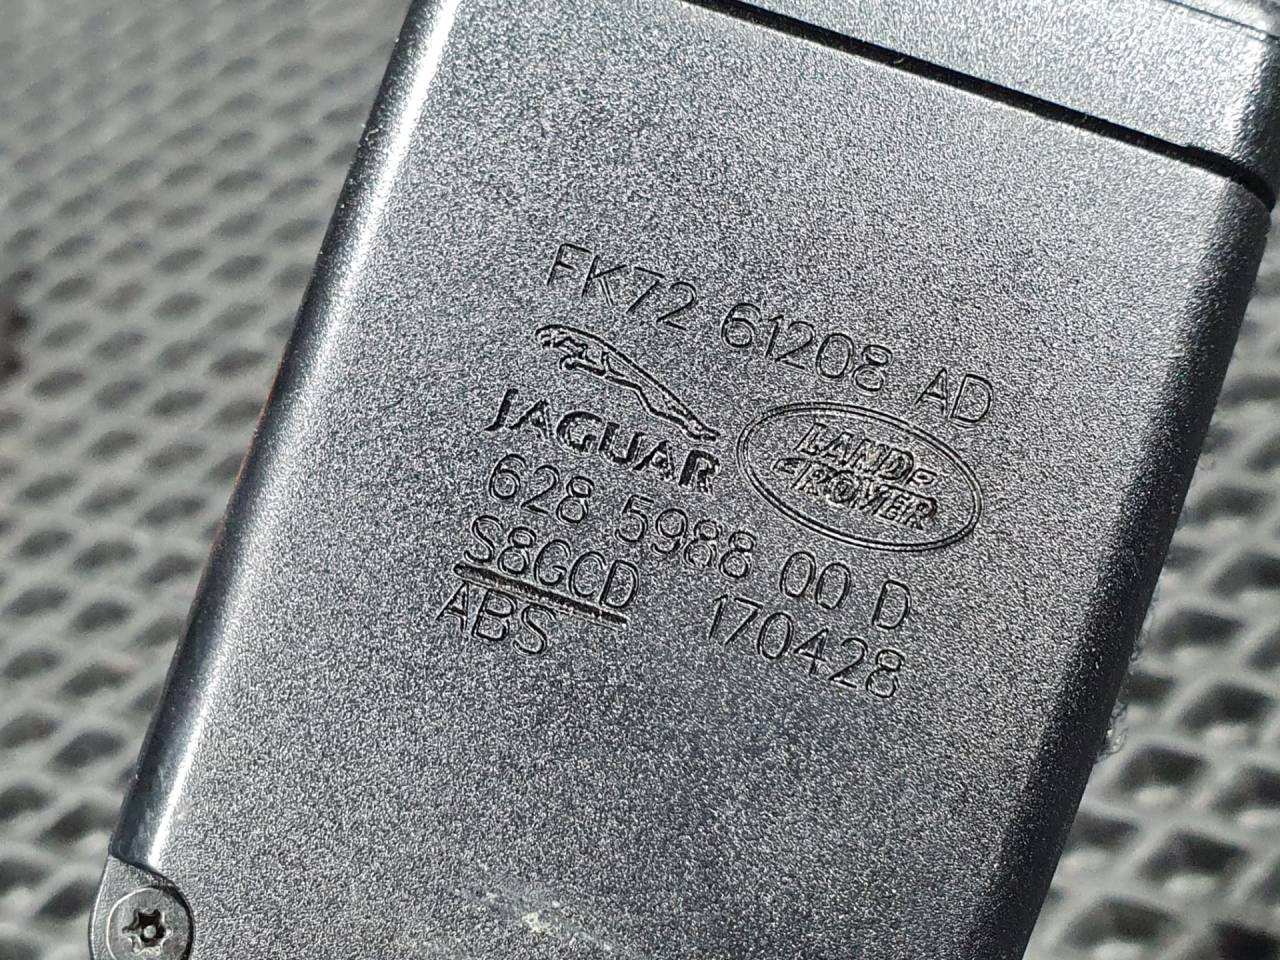 FK72 61208 AD
JAGUAR
LAND ROVER
628 5988 00 D
S8GCD 170428
ABS